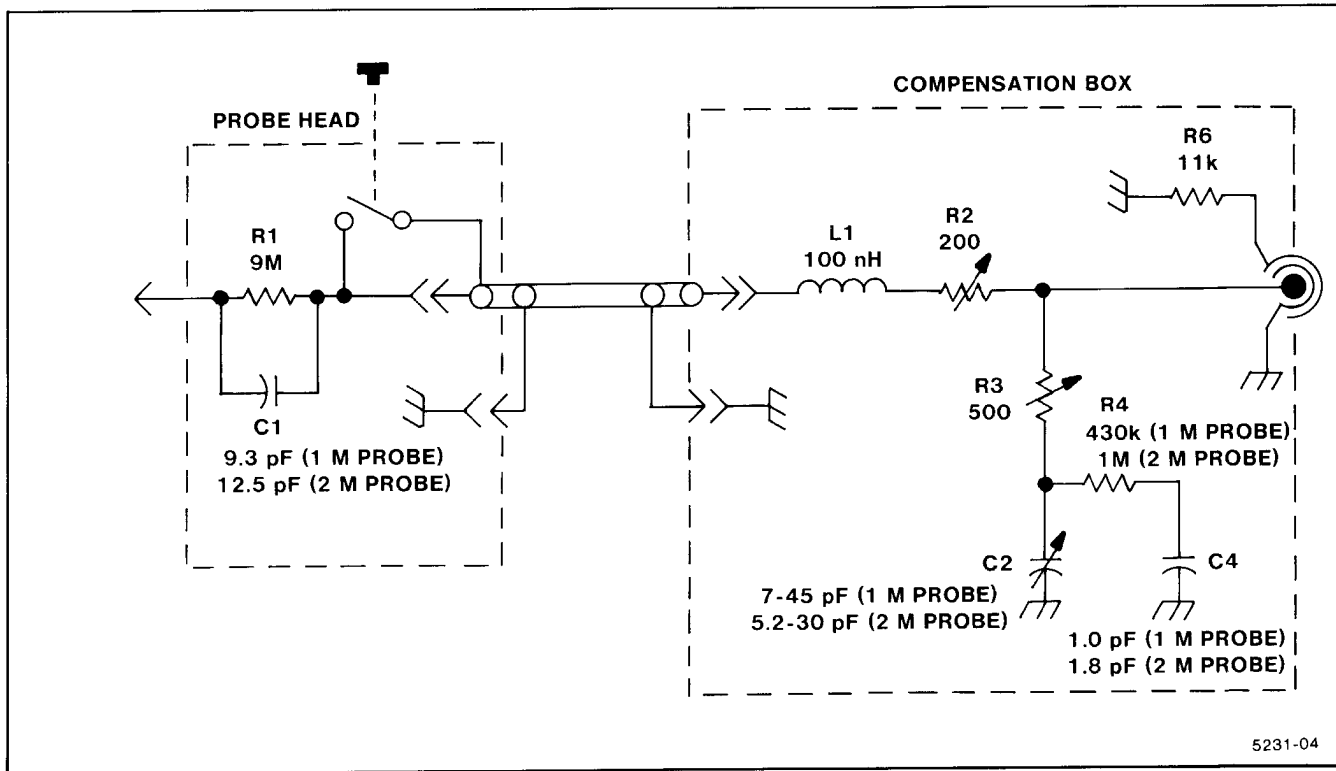 COMPENSATION BOX
PROBE HEAD
R6
11k
R1
9M
L1
100 nH
R2
200
C1
9.3 pF (1 M PROBE)
12.5 pF (2 M PROBE)
R3
500
R4
430k (1 M PROBE)
1M (2 M PROBE)
C2
7-45 pF (1 M PROBE)
5.2-30 pF (2 M PROBE)
C4
1.0 pF (1 M PROBE)
1.8 pF (2 M PROBE)
5231-04